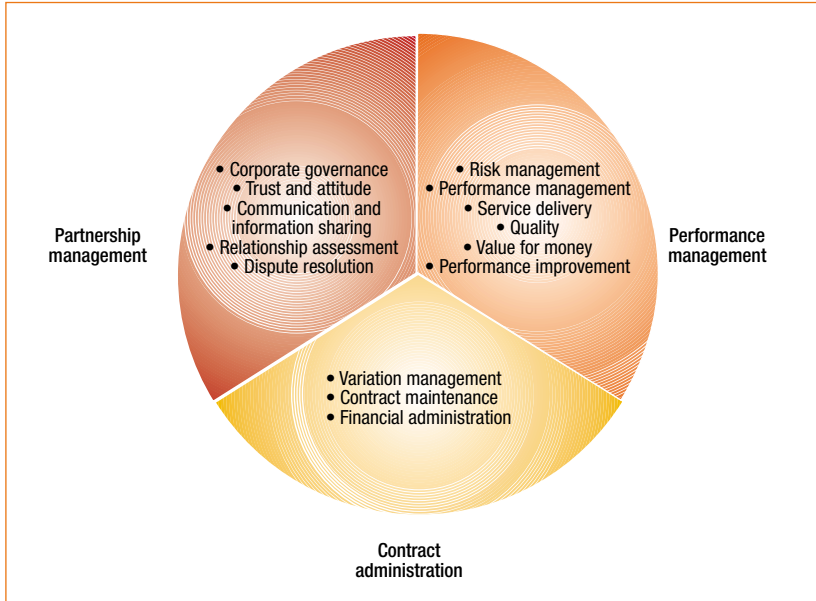 • Corporate governance
• Trust and attitude
• Communication and
information sharing
• Relationship assessment
• Dispute resolution
Partnership
management
• Risk management
• Performance management
• Service delivery
• Quality
• Value for money
• Performance improvement
Performance
management
• Variation management
• Contract maintenance
• Financial administration
Contract
administration